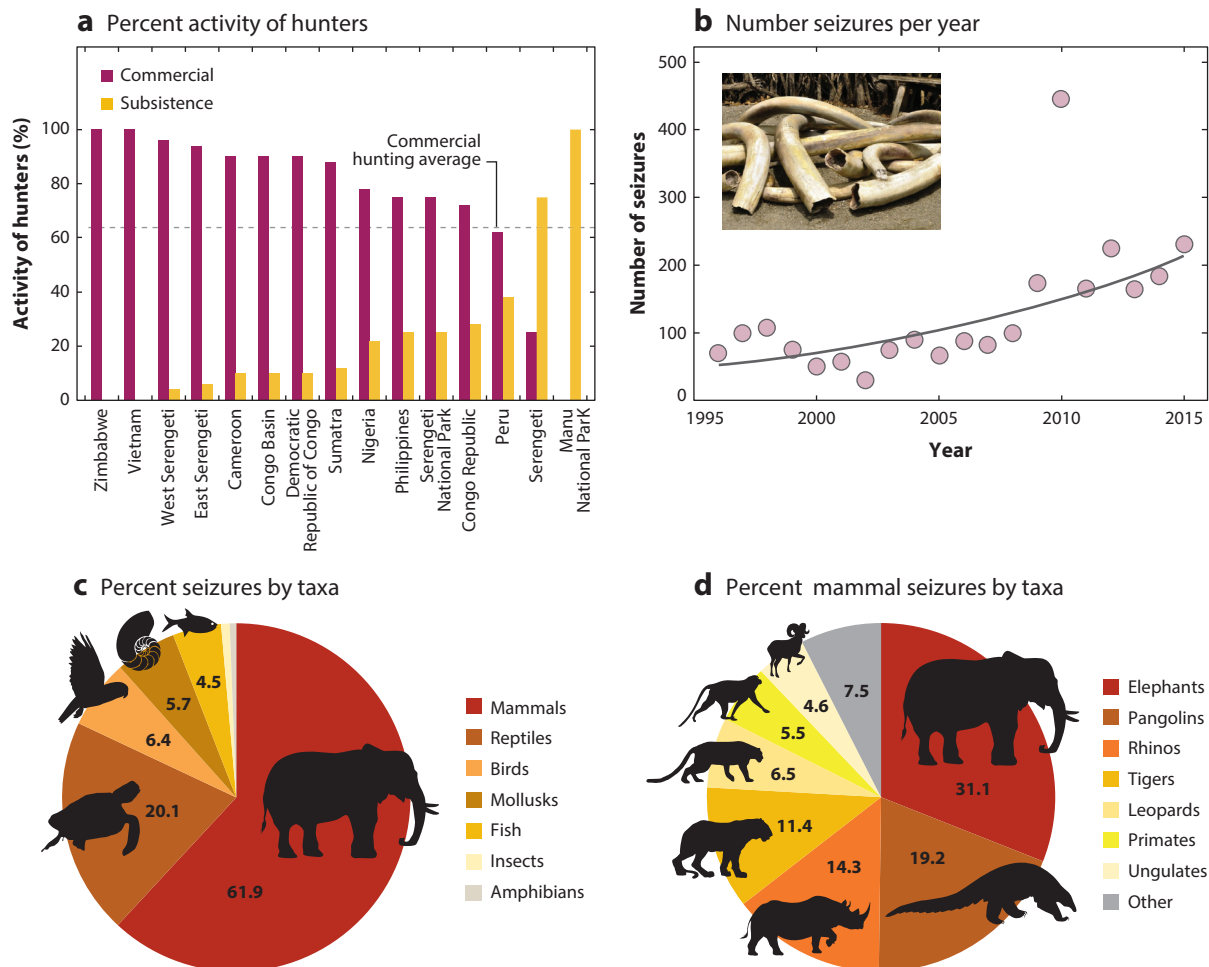 a Percent activity of hunters
Commercial
Subsistence
Commercial
hunting average
Activity of hunters (%)
100
80
60
40
20
0
Zimbabwe
Vietnam
West Serengeti
East Serengeti
Cameroon
Congo Basin
Democratic
Republic of Congo
Sumatra
Nigeria
Philippines
Serengeti
National Park
Congo Republic
Peru
Serengeti
Manu
National ParK
b Number seizures per year
Number of seizures
500
400
300
200
100
0
1995
2000
2005
2010
2015
Year
c Percent seizures by taxa
4.5
5.7
6.4
20.1
61.9
Mammals
Reptiles
Birds
Mollusks
Fish
Insects
Amphibians
d Percent mammal seizures by taxa
7.5
4.6
5.5
6.5
11.4
14.3
19.2
31.1
Elephants
Pangolins
Rhinos
Tigers
Leopards
Primates
Ungulates
Other